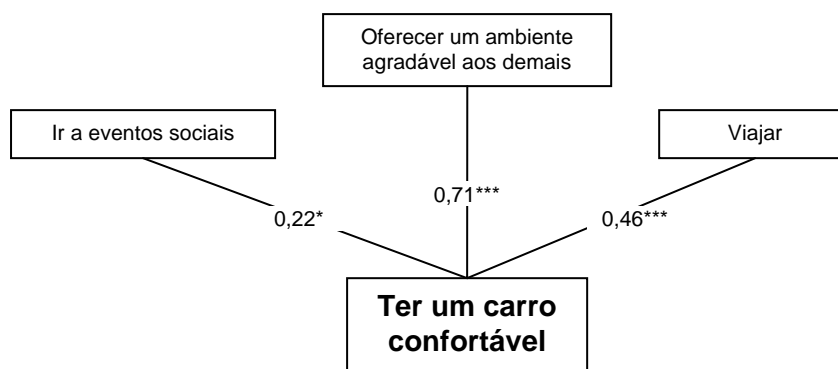 Oferecer um ambiente
agradável aos demais
Ir a eventos sociais
Viajar
0,22*
0,71***
0,46***
Ter um carro
confortável